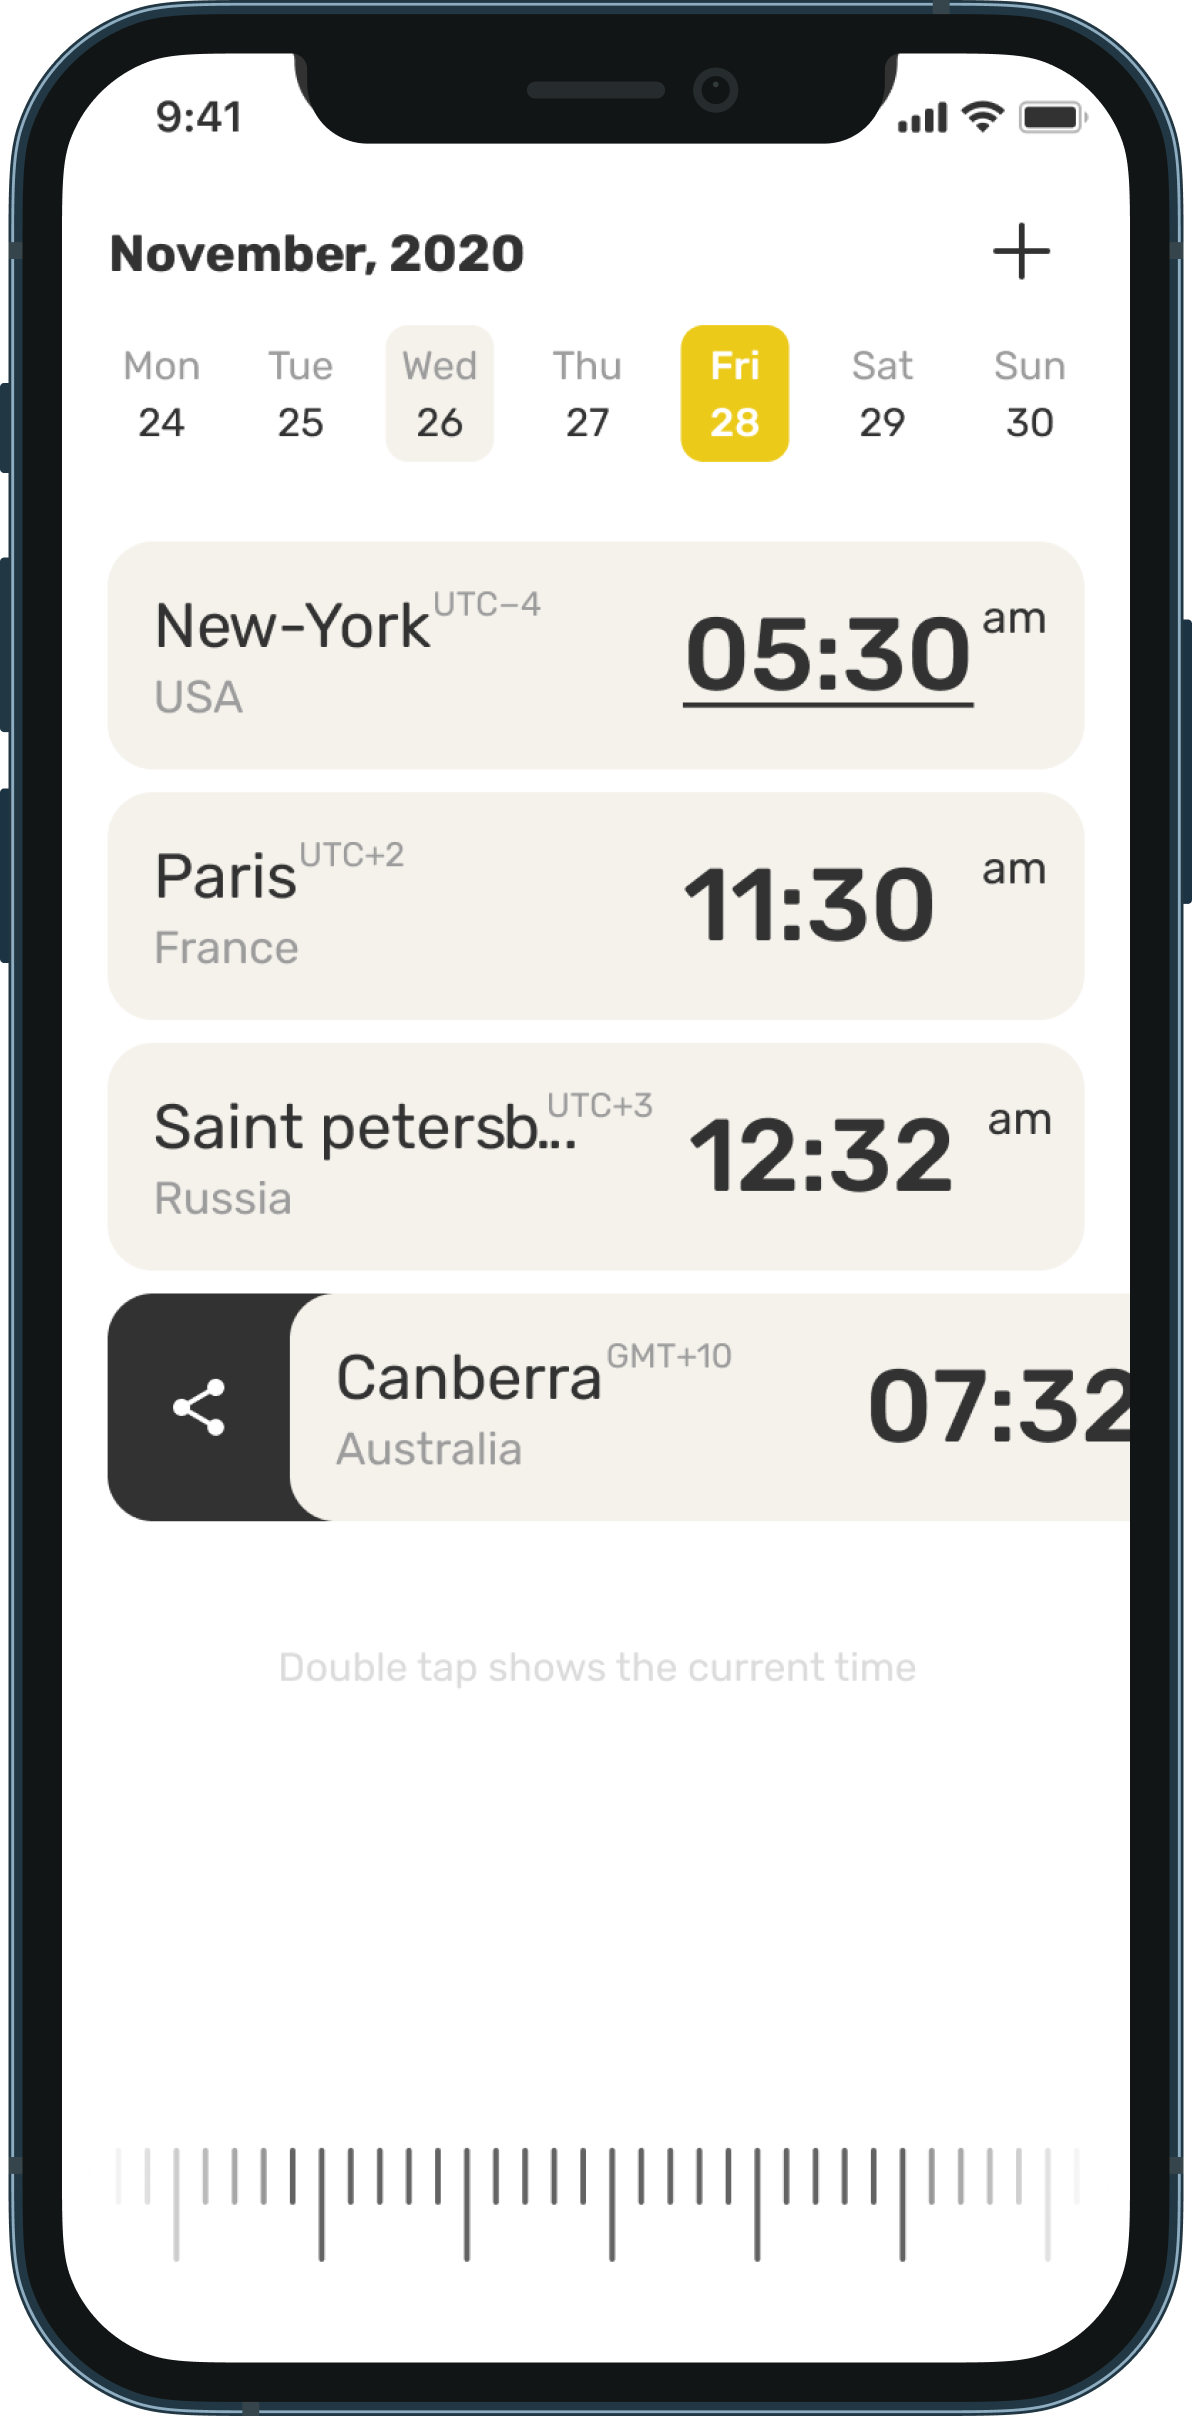 9:41
November, 2020
Mon Tue Wed Thu Fri Sat Sun
24 25 26 27 28 29 30
New-York UTC−4
USA
05:30 am
Paris UTC+2
France
11:30 am
Saint petersb... UTC+3
Russia
12:32 am
Canberra GMT+10
Australia
07:32
Double tap shows the current time